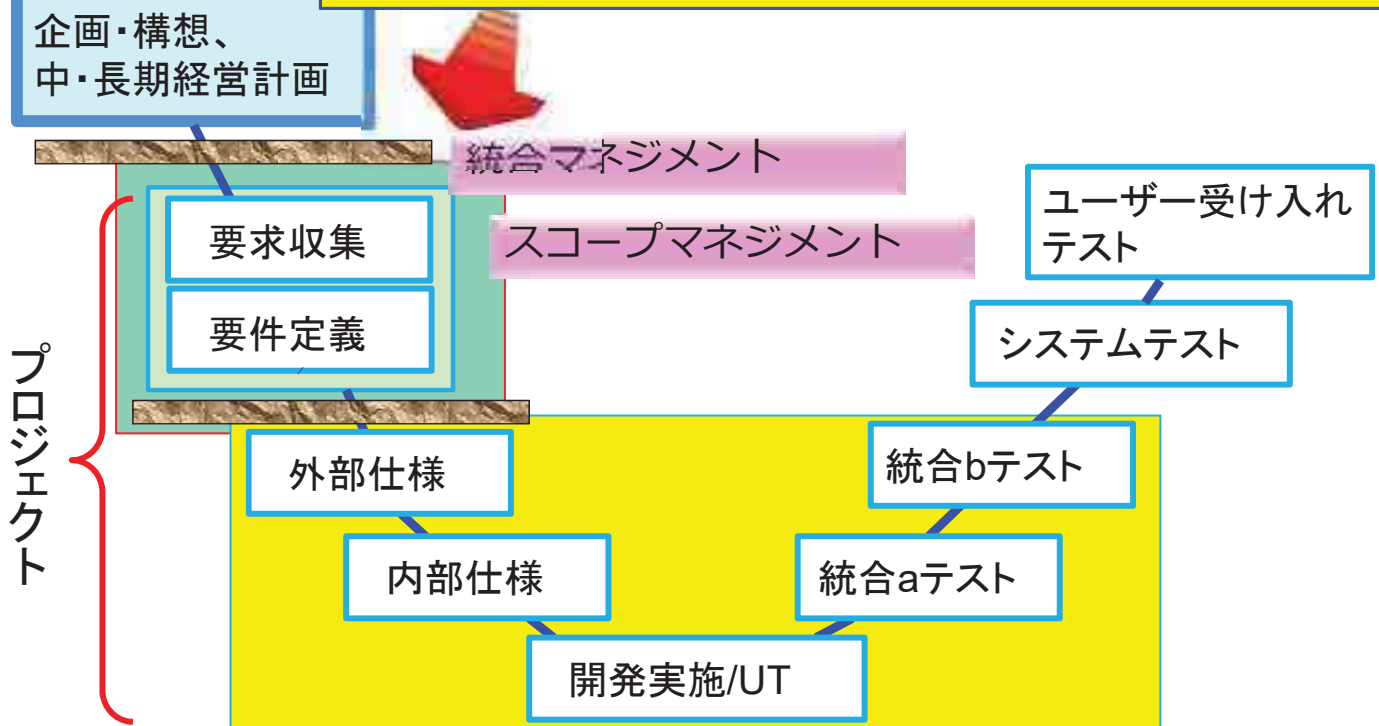 企画・構想、
中・長期経営計画
統合マネジメント
スコープマネジメント
要求収集
要件定義
プロジェクト
外部仕様
内部仕様
開発実施/UT
統合aテスト
統合bテスト
システムテスト
ユーザー受け入れ
テスト